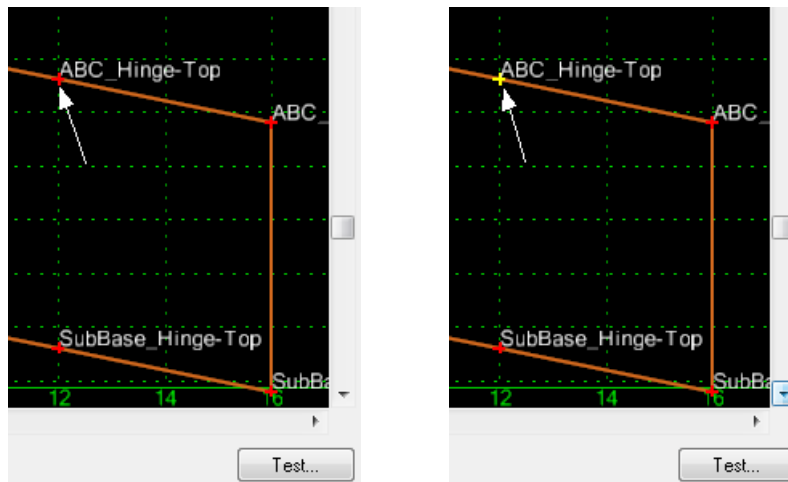 ABC_Hinge-Top
ABC_
SubBase_Hinge-Top
SubBa
12 14 16
Test...
ABC_Hinge-Top
ABC_
SubBase_Hinge-Top
SubBa
12 14 16
Test...